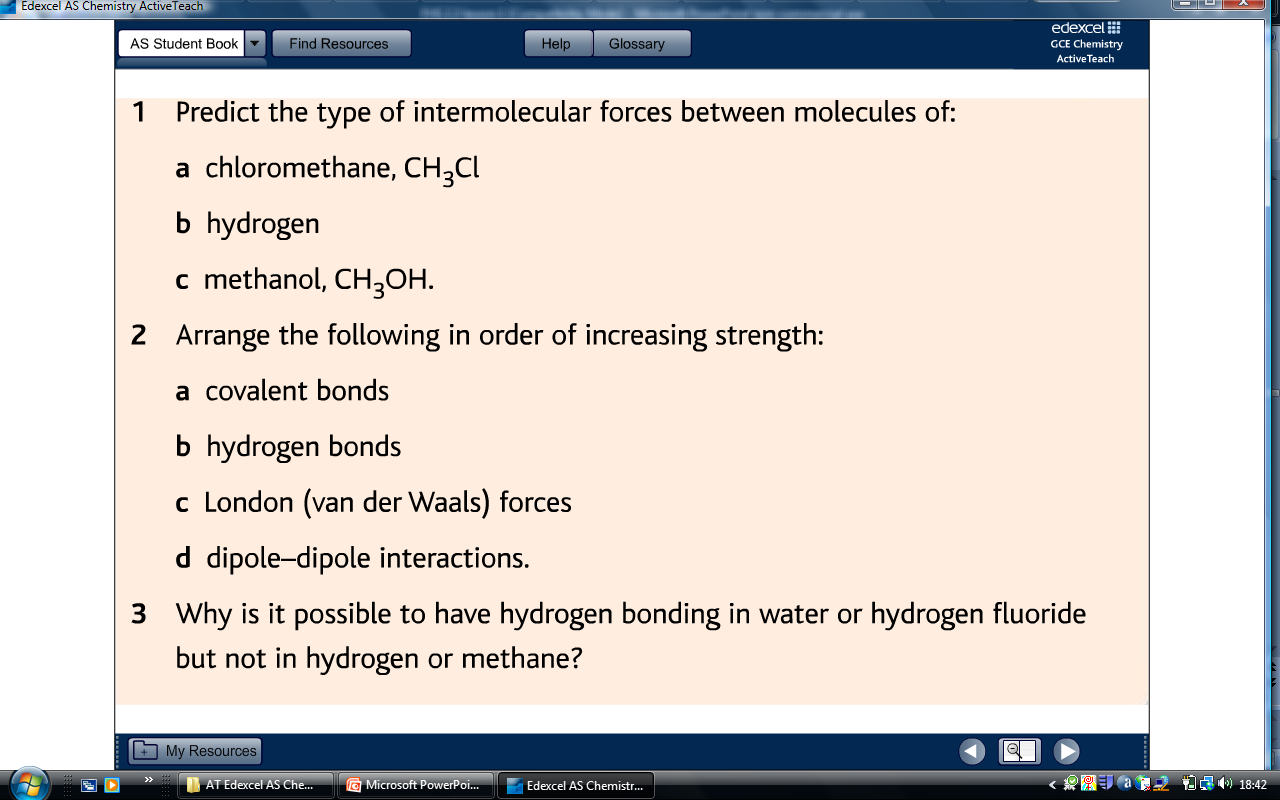 Edexcel AS Chemistry ActiveTeach
AS Student Book
Find Resources
Help
Glossary
edexcel
GCE Chemistry
ActiveTeach
1 Predict the type of intermolecular forces between molecules of:
a chloromethane, CH₃Cl
b hydrogen
c methanol, CH₃OH.
2 Arrange the following in order of increasing strength:
a covalent bonds
b hydrogen bonds
c London (van der Waals) forces
d dipole–dipole interactions.
3 Why is it possible to have hydrogen bonding in water or hydrogen fluoride
but not in hydrogen or methane?
My Resources
AT Edexcel AS Che...
Microsoft PowerPoi...
Edexcel AS Chemistr...
18:42